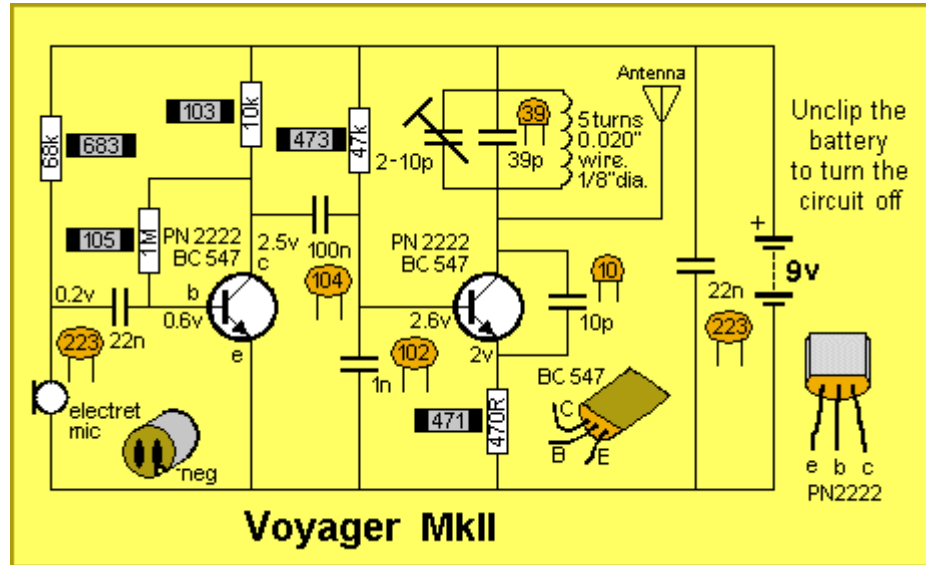 Antenna
103
10k
39
5 turns
0.020"
wire.
1/8"dia.
Unclip the
battery
to turn the
circuit off
68k
683
473
47k
2-10p
39p
105
1M
PN 2222
BC 547
2.5v
c
100n
104
PN 2222
BC 547
10
+
9v
0.2v
b
0.6v
22n
223
e
2.6v
2v
10p
22n
223
102
1n
BC 547
electret
mic
neg
471
470R
C
B
E
e b c
PN2222
Voyager MkII